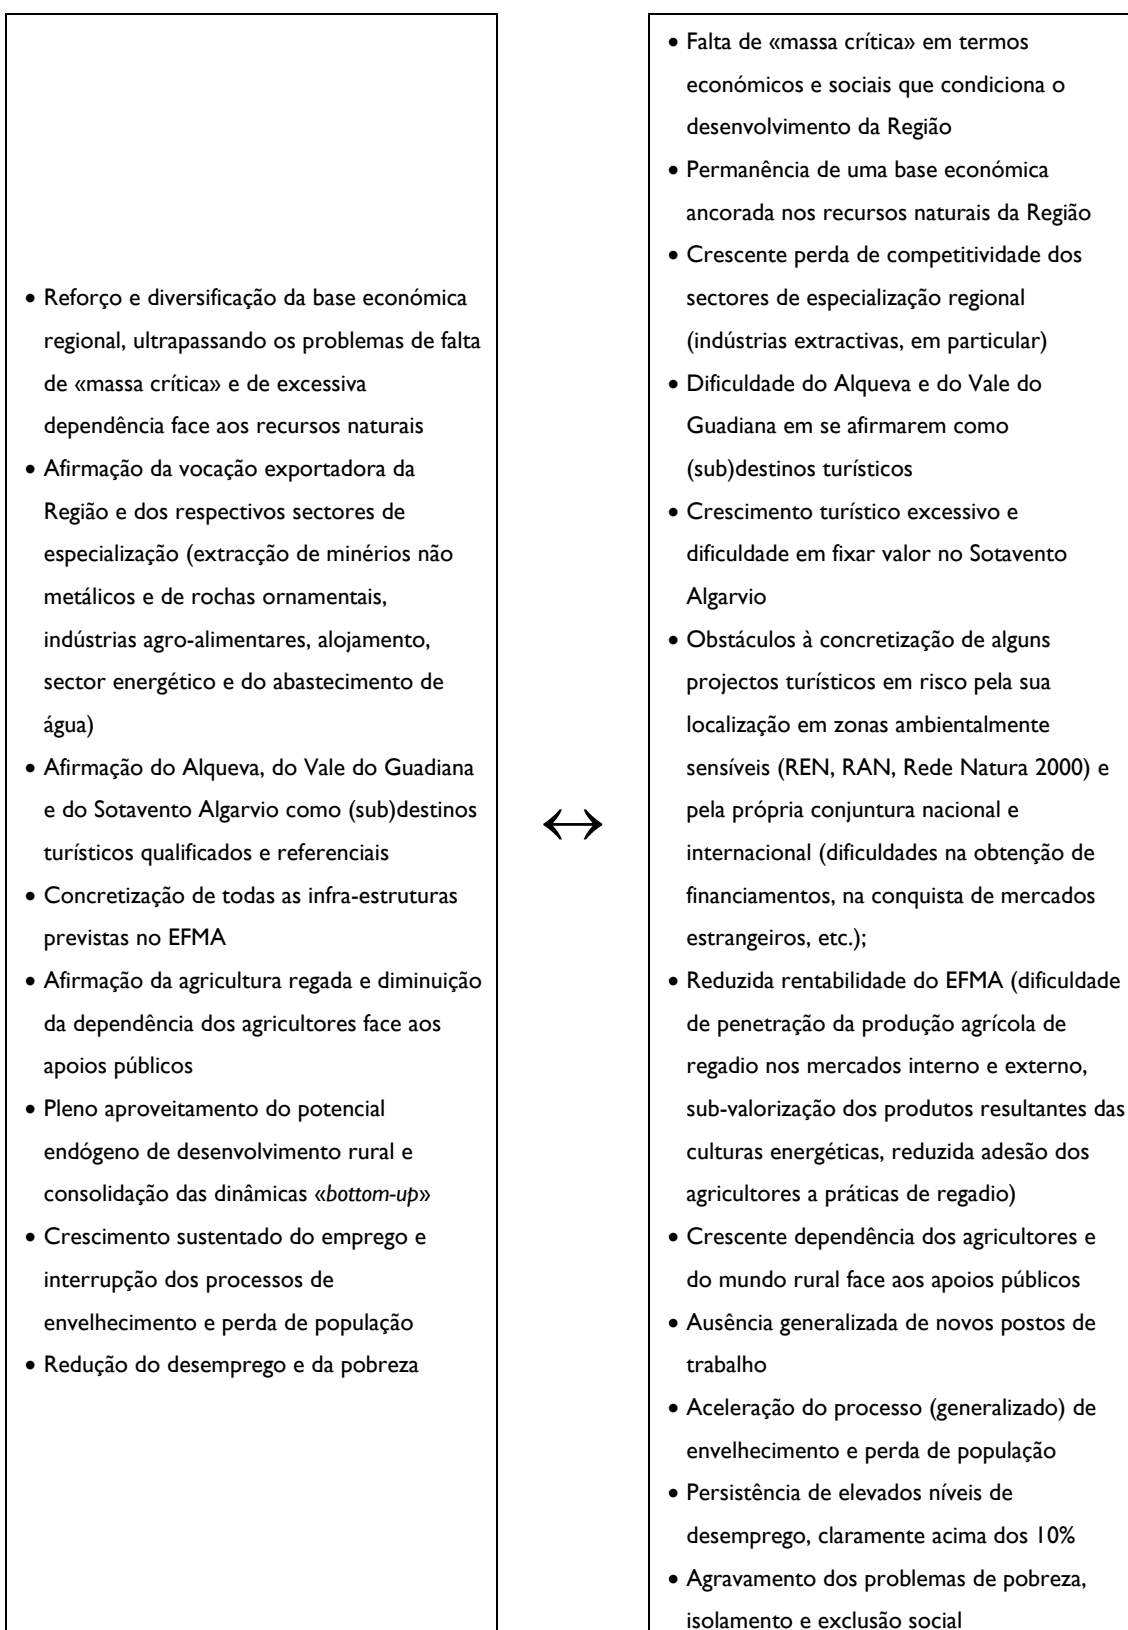 • Reforço e diversificação da base económica
regional, ultrapassando os problemas de falta
de «massa crítica» e de excessiva
dependência face aos recursos naturais
• Afirmação da vocação exportadora da
Região e dos respectivos sectores de
especialização (extracção de minérios não
metálicos e de rochas ornamentais,
indústrias agro-alimentares, alojamento,
sector energético e do abastecimento de
água)
• Afirmação do Alqueva, do Vale do Guadiana
e do Sotavento Algarvio como (sub)destinos
turísticos qualificados e referenciais
• Concretização de todas as infra-estruturas
previstas no EFMA
• Afirmação da agricultura regada e diminuição
da dependência dos agricultores face aos
apoios públicos
• Pleno aproveitamento do potencial
endógeno de desenvolvimento rural e
consolidação das dinâmicas «bottom-up»
• Crescimento sustentado do emprego e
interrupção dos processos de
envelhecimento e perda de população
• Redução do desemprego e da pobreza
↔
• Falta de «massa crítica» em termos
económicos e sociais que condiciona o
desenvolvimento da Região
• Permanência de uma base económica
ancorada nos recursos naturais da Região
• Crescente perda de competitividade dos
sectores de especialização regional
(indústrias extractivas, em particular)
• Dificuldade do Alqueva e do Vale do
Guadiana em se afirmarem como
(sub)destinos turísticos
• Crescimento turístico excessivo e
dificuldade em fixar valor no Sotavento
Algarvio
• Obstáculos à concretização de alguns
projectos turísticos em risco pela sua
localização em zonas ambientalmente
sensíveis (REN, RAN, Rede Natura 2000) e
pela própria conjuntura nacional e
internacional (dificuldades na obtenção de
financiamentos, na conquista de mercados
estrangeiros, etc.);
• Reduzida rentabilidade do EFMA (dificuldade
de penetração da produção agrícola de
regadio nos mercados interno e externo,
sub-valorização dos produtos resultantes das
culturas energéticas, reduzida adesão dos
agricultores a práticas de regadio)
• Crescente dependência dos agricultores e
do mundo rural face aos apoios públicos
• Ausência generalizada de novos postos de
trabalho
• Aceleração do processo (generalizado) de
envelhecimento e perda de população
• Persistência de elevados níveis de
desemprego, claramente acima dos 10%
• Agravamento dos problemas de pobreza,
isolamento e exclusão social